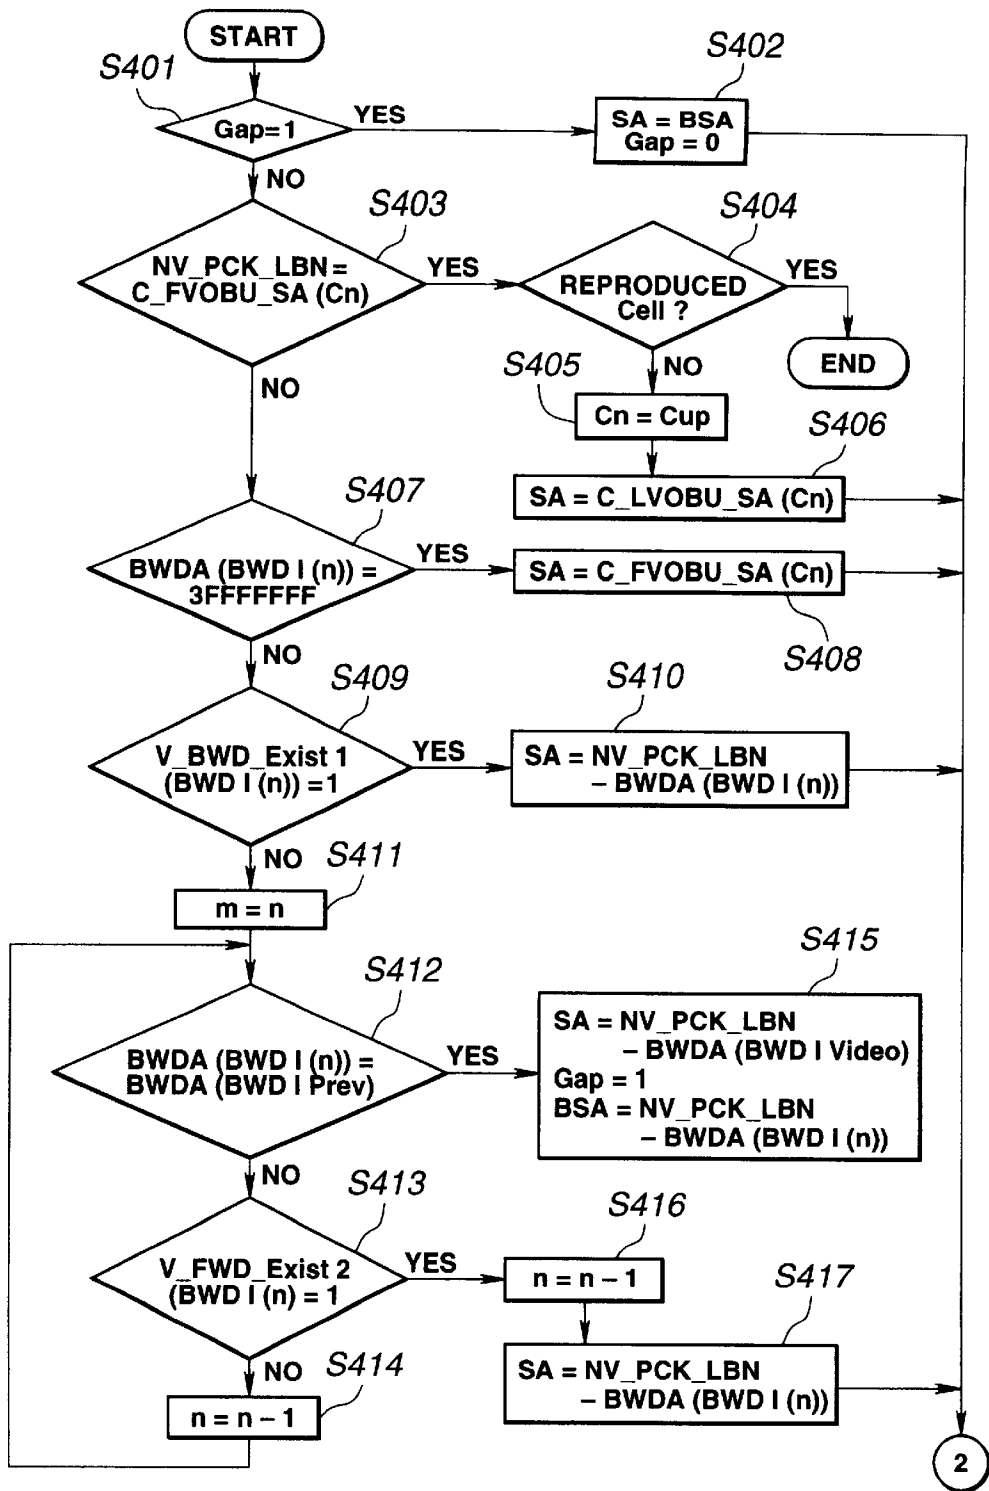 START
S401
Gap=1
YES
NO
S402
SA = BSA
Gap = 0
S403
NV_PCK_LBN =
C_FVOBU_SA (Cn)
YES
NO
S404
REPRODUCED
Cell ?
YES
NO
END
S405
Cn = Cup
S406
SA = C_LVOBU_SA (Cn)
S407
BWDA (BWD I (n)) =
3FFFFFFF
YES
NO
SA = C_FVOBU_SA (Cn)
S408
S409
V_BWD_Exist 1
(BWD I (n)) =1
YES
NO
S410
SA = NV_PCK_LBN
– BWDA (BWD I (n))
S411
m = n
S412
BWDA (BWD I (n)) =
BWDA (BWD I Prev)
YES
NO
S415
SA = NV_PCK_LBN
– BWDA (BWD I Video)
Gap = 1
BSA = NV_PCK_LBN
– BWDA (BWD I (n))
S413
V_FWD_Exist 2
(BWD I (n) = 1
YES
NO
S416
n = n – 1
S417
SA = NV_PCK_LBN
– BWDA (BWD I (n))
S414
n = n – 1
2